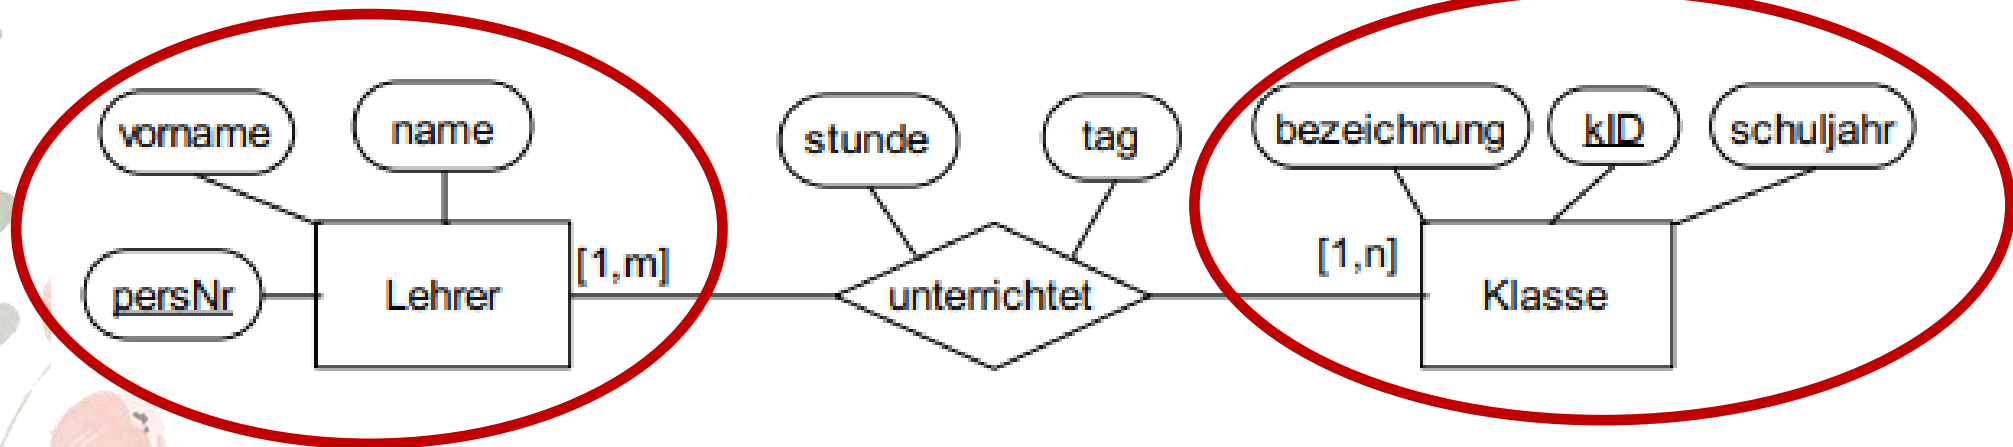 vorname
name
persNr
Lehrer
[1,m]
stunde
tag
unterrichtet
bezeichnung
kID
schuljahr
[1,n]
Klasse